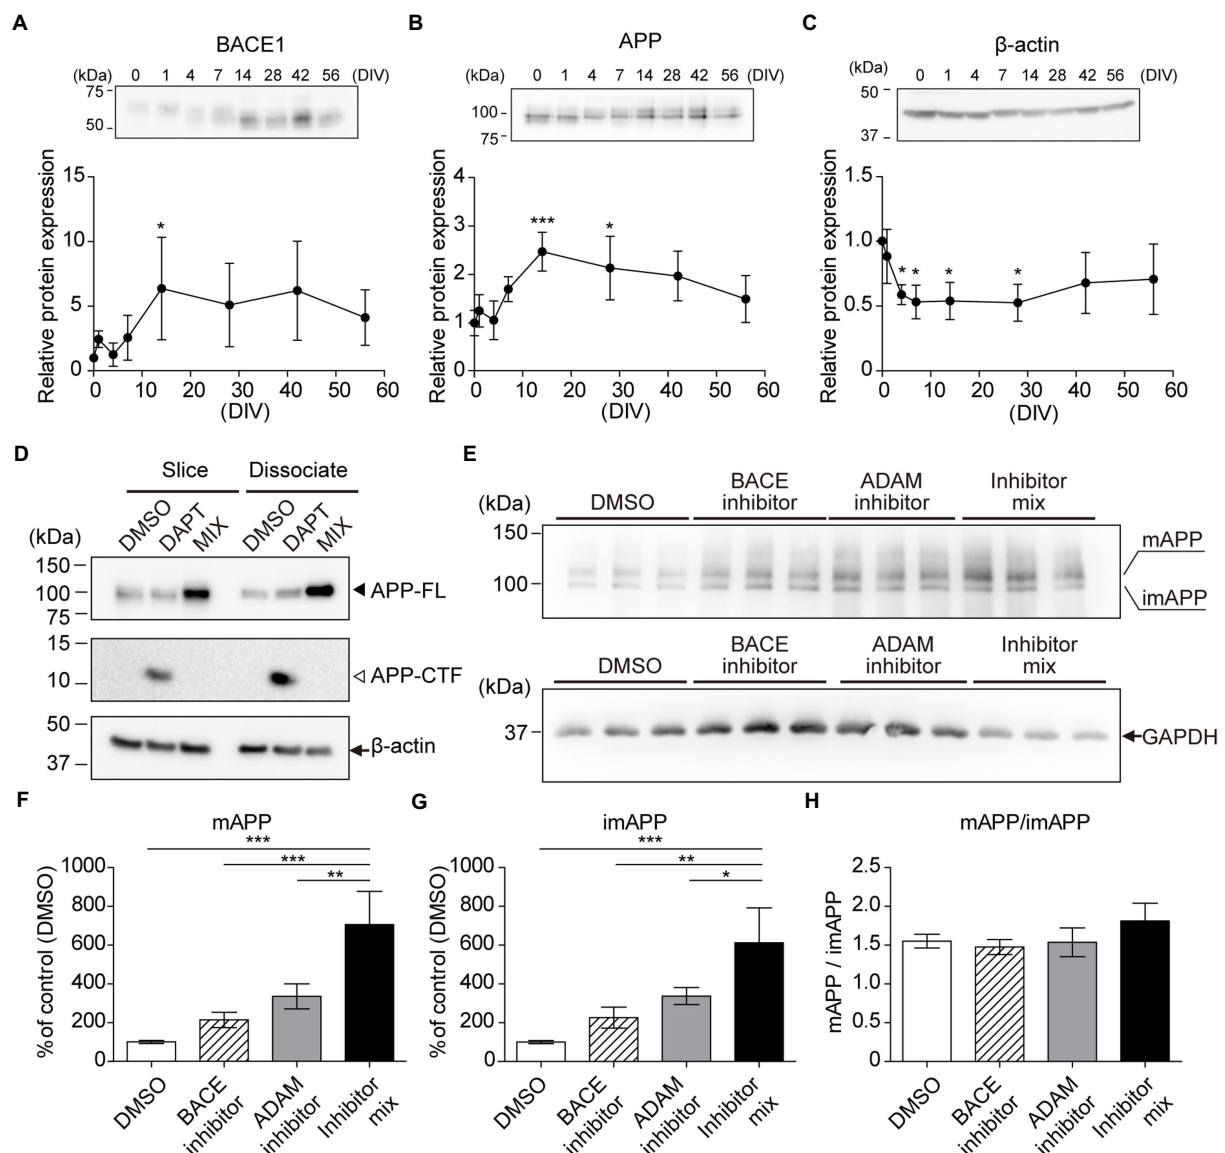 A
BACE1
(kDa) 0 1 4 7 14 28 42 56 (DIV)
75
50
Relative protein expression
15
10
5
0
*
0 10 20 30 40 50 60
(DIV)
B
APP
(kDa) 0 1 4 7 14 28 42 56 (DIV)
100
75
Relative protein expression
4
3
2
1
0
*** *
0 10 20 30 40 50 60
(DIV)
C
β-actin
(kDa) 0 1 4 7 14 28 42 56 (DIV)
50
37
Relative protein expression
1.5
1.0
0.5
0
* * * *
0 10 20 30 40 50 60
(DIV)
D
Slice Dissociate
(kDa) DMSO DAPT MIX DMSO DAPT MIX
150
100
75
APP-FL
15
10
APP-CTF
50
37
β-actin
E
(kDa) DMSO BACE inhibitor ADAM inhibitor Inhibitor mix
150
100
mAPP
imAPP
(kDa) DMSO BACE inhibitor ADAM inhibitor Inhibitor mix
37
GAPDH
F
mAPP
***
***
**
% of control (DMSO)
1000
800
600
400
200
0
DMSO
BACE inhibitor
ADAM inhibitor
Inhibitor mix
G
imAPP
***
**
*
% of control (DMSO)
1000
800
600
400
200
0
DMSO
BACE inhibitor
ADAM inhibitor
Inhibitor mix
H
mAPP/imAPP
mAPP / imAPP
2.5
2.0
1.5
1.0
0.5
0
DMSO
BACE inhibitor
ADAM inhibitor
Inhibitor mix